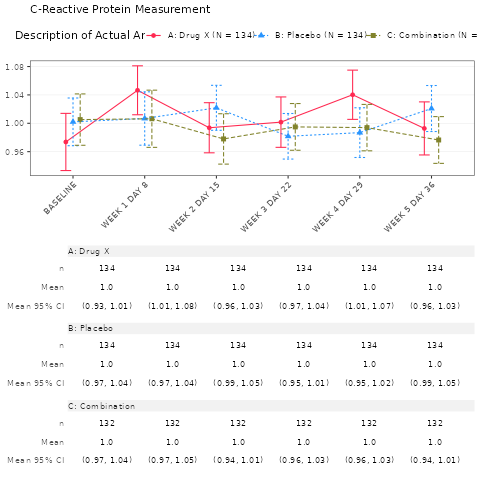 C-Reactive Protein Measurement
Description of Actual Ar
A: Drug X (N = 134)
B: Placebo (N = 134)
C: Combination (N =
1.08
1.04
1.00
0.96
BASELINE
WEEK 1 DAY 8
WEEK 2 DAY 15
WEEK 3 DAY 22
WEEK 4 DAY 29
WEEK 5 DAY 36
A: Drug X
n 134 134 134 134 134 134
Mean 1.0 1.0 1.0 1.0 1.0 1.0
Mean 95% CI (0.93, 1.01) (1.01, 1.08) (0.96, 1.03) (0.97, 1.04) (1.01, 1.07) (0.96, 1.03)
B: Placebo
n 134 134 134 134 134 134
Mean 1.0 1.0 1.0 1.0 1.0 1.0
Mean 95% CI (0.97, 1.04) (0.97, 1.04) (0.99, 1.05) (0.95, 1.01) (0.95, 1.02) (0.99, 1.05)
C: Combination
n 132 132 132 132 132 132
Mean 1.0 1.0 1.0 1.0 1.0 1.0
Mean 95% CI (0.97, 1.04) (0.97, 1.05) (0.94, 1.01) (0.96, 1.03) (0.96, 1.03) (0.94, 1.01)